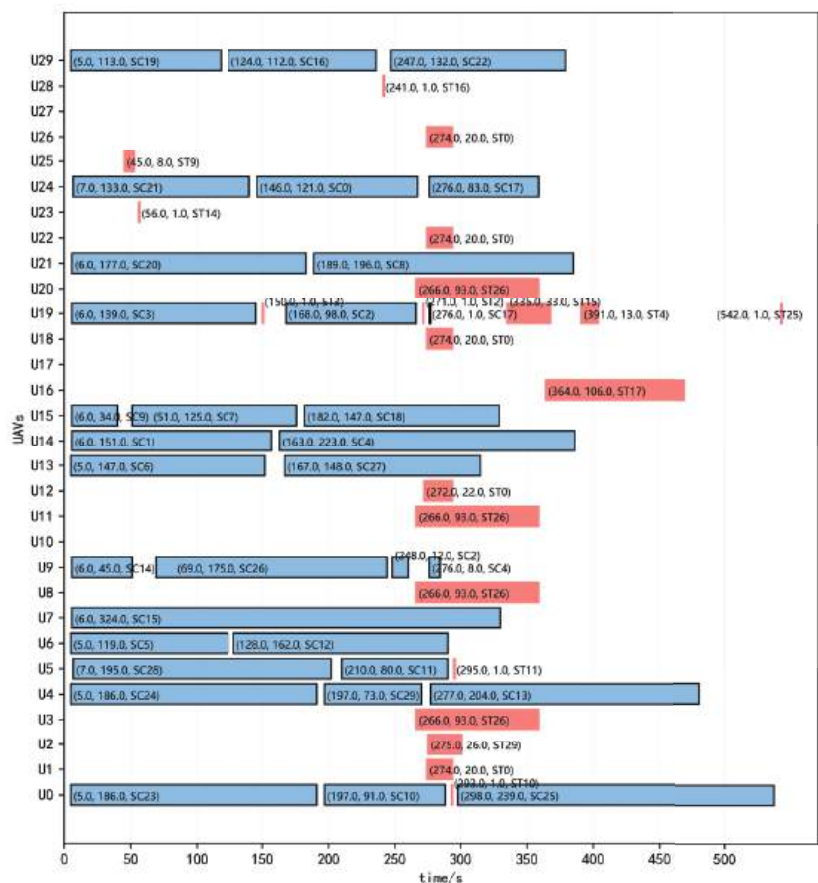 U29 (5.0, 113.0, SC19) (124.0, 112.0, SC16) (247.0, 132.0, SC22)
U28 (241.0, 1.0, ST16)
U27
U26 (274.0, 20.0, ST0)
U25 (45.0, 8.0, ST9)
U24 (7.0, 133.0, SC21) (146.0, 121.0, SC0) (276.0, 83.0, SC17)
U23 (56.0, 1.0, ST14)
U22 (274.0, 20.0, ST0)
U21 (6.0, 177.0, SC20) (189.0, 196.0, SC8)
U20 (266.0, 93.0, ST26)
(150.0, 1.0, ST3) (271.0, 1.0, ST2) (335.0, 33.0, ST15)
U19 (6.0, 139.0, SC3) (168.0, 98.0, SC2) (276.0, 1.0, SC17) (391.0, 13.0, ST4) (542.0, 1.0, ST25)
U18 (274.0, 20.0, ST0)
U17
U16 (364.0, 106.0, ST17)
U15 (6.0, 34.0, SC9) (51.0, 125.0, SC7) (182.0, 147.0, SC18)
U14 (6.0, 151.0, SC1) (163.0, 223.0, SC4)
U13 (5.0, 147.0, SC6) (167.0, 148.0, SC27)
U12 (272.0, 22.0, ST0)
U11 (266.0, 93.0, ST26)
U10
(248.0, 12.0, SC2)
U9 (6.0, 45.0, SC14) (69.0, 175.0, SC26) (276.0, 8.0, SC4)
U8 (266.0, 93.0, ST26)
U7 (6.0, 324.0, SC15)
U6 (5.0, 119.0, SC5) (128.0, 162.0, SC12)
U5 (7.0, 195.0, SC28) (210.0, 80.0, SC11) (295.0, 1.0, ST11)
U4 (5.0, 186.0, SC24) (197.0, 73.0, SC29) (277.0, 204.0, SC13)
U3 (266.0, 93.0, ST26)
U2 (275.0, 26.0, ST29)
U1 (274.0, 20.0, ST0)
(293.0, 1.0, ST10)
U0 (5.0, 186.0, SC23) (197.0, 91.0, SC10) (298.0, 239.0, SC25)
UAVs
0 50 100 150 200 250 300 350 400 450 500
time/s